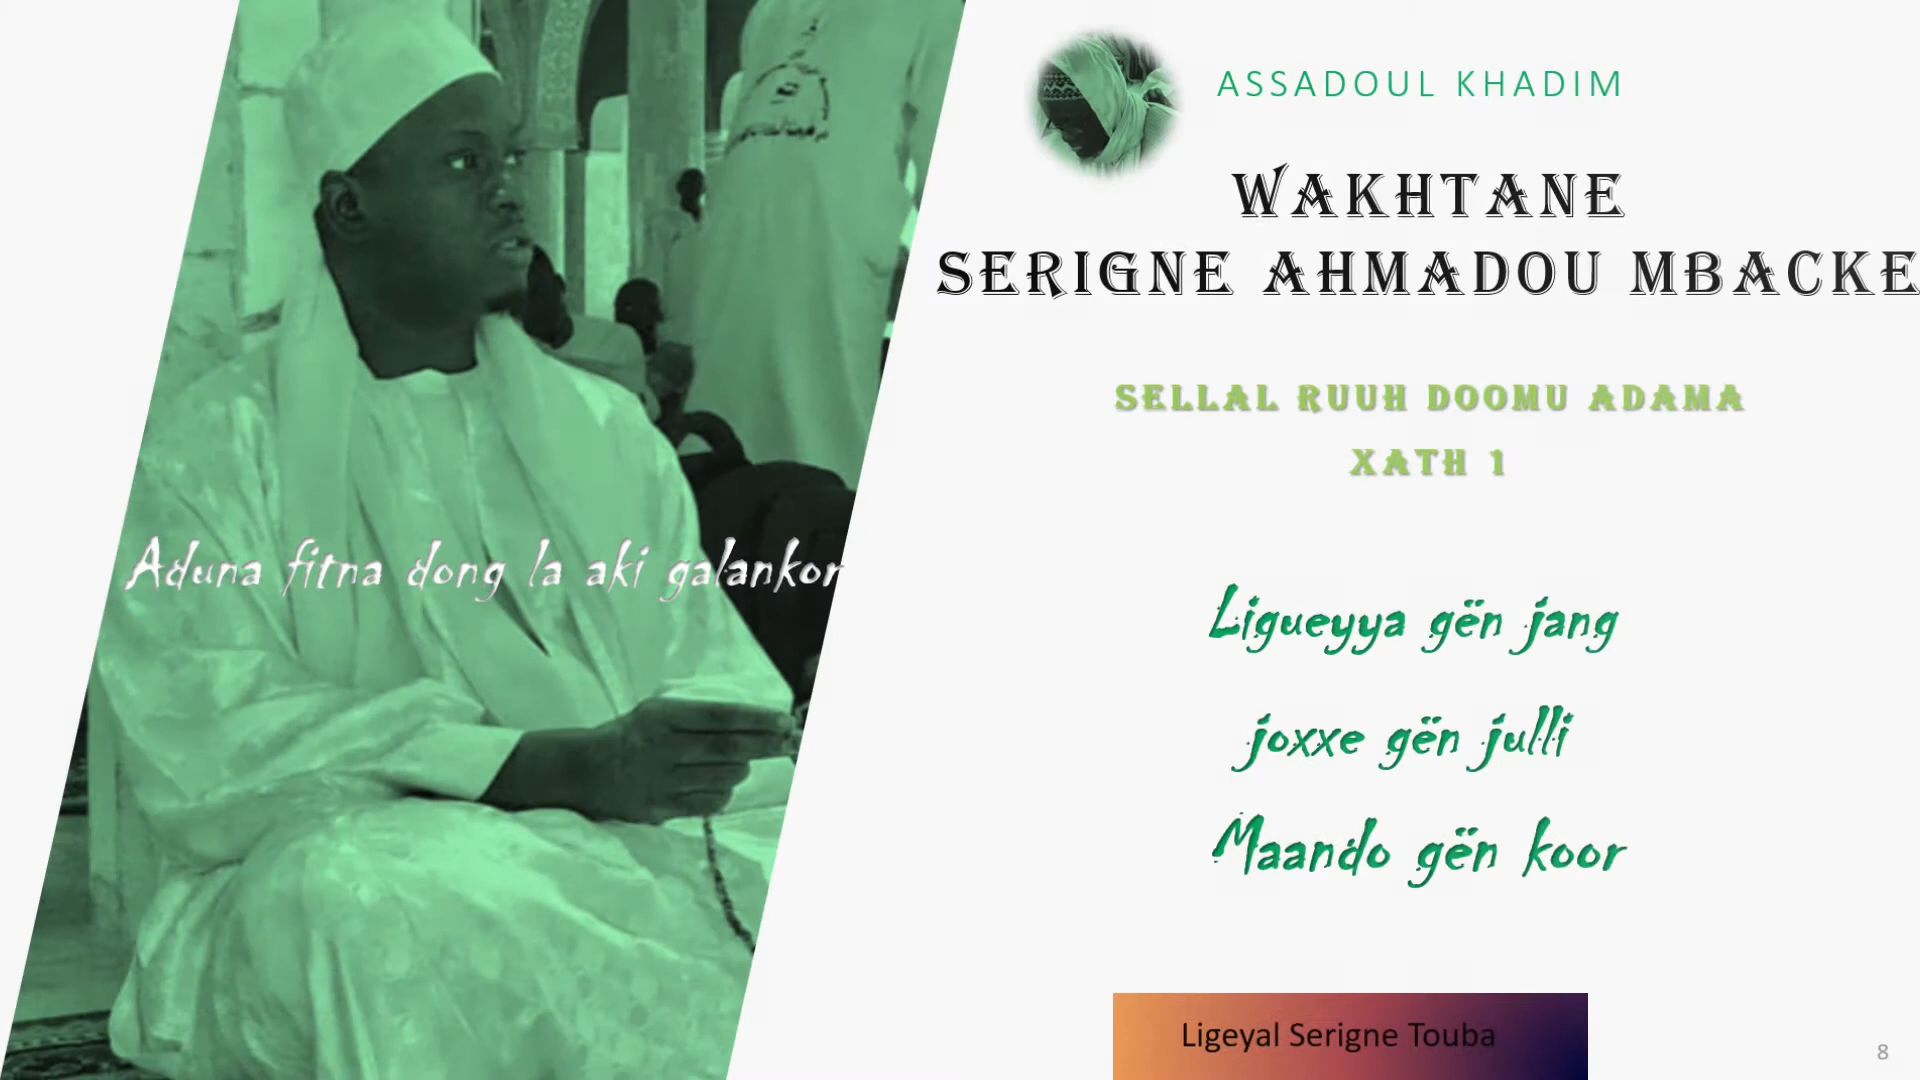 ASSADOUL KHADIM
WAKHTANE
SERIGNE AHMADOU MBACKE
SELLAL RUUH DOOMU ADAMA
XATH 1
Aduna fitna dong la aki galankor
Ligueyya gën jang
joxxe gën julli
Maando gën koor
Ligeyal Serigne Touba
8